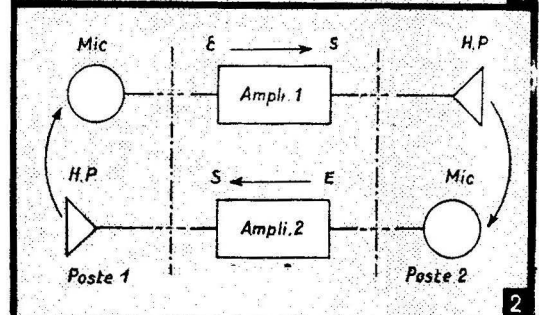 Mic
E S
H.P
Ampli.1
H.P
S E
Mic
Ampli.2
Poste 1
Poste 2
2